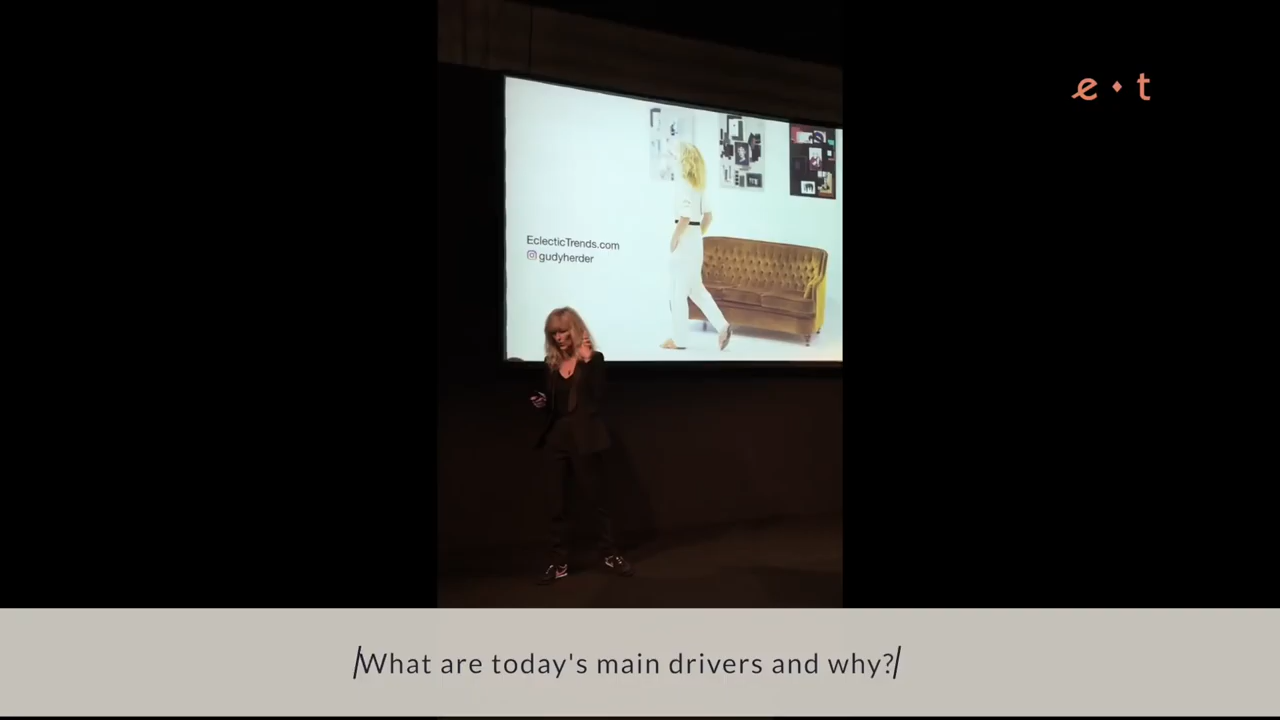 e⬩t
EclecticTrends.com
gudyherder
/What are today's main drivers and why?/